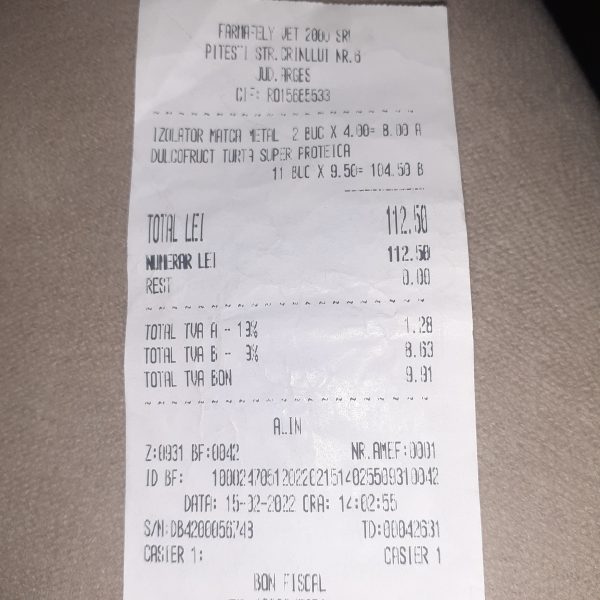 FARMAFELY VET 2000 SRL
PITESTI STR.CRINULUI NR.6
JUD.ARGES
CIF: RO15665633
IZOLATOR MATCA METAL 2 BUC X 4.00= 8.00 A
DULCOFRUCT TURTA SUPER PROTEICA
11 BUC X 9.50= 104.50 B
TOTAL LEI 112.50
NUMERAR LEI 112.50
REST 0.00
TOTAL TVA A - 19% 1.28
TOTAL TVA B - 9% 8.63
TOTAL TVA BON 9.91
ALIN
Z:0931 BF:0042 NR.AMEF:0001
ID BF: 10002470512022021514025509310042
DATA: 15-02-2022 ORA: 14:02:55
S/N:DB4200056743 TD:00042631
CASIER 1: CASIER 1
BON FISCAL